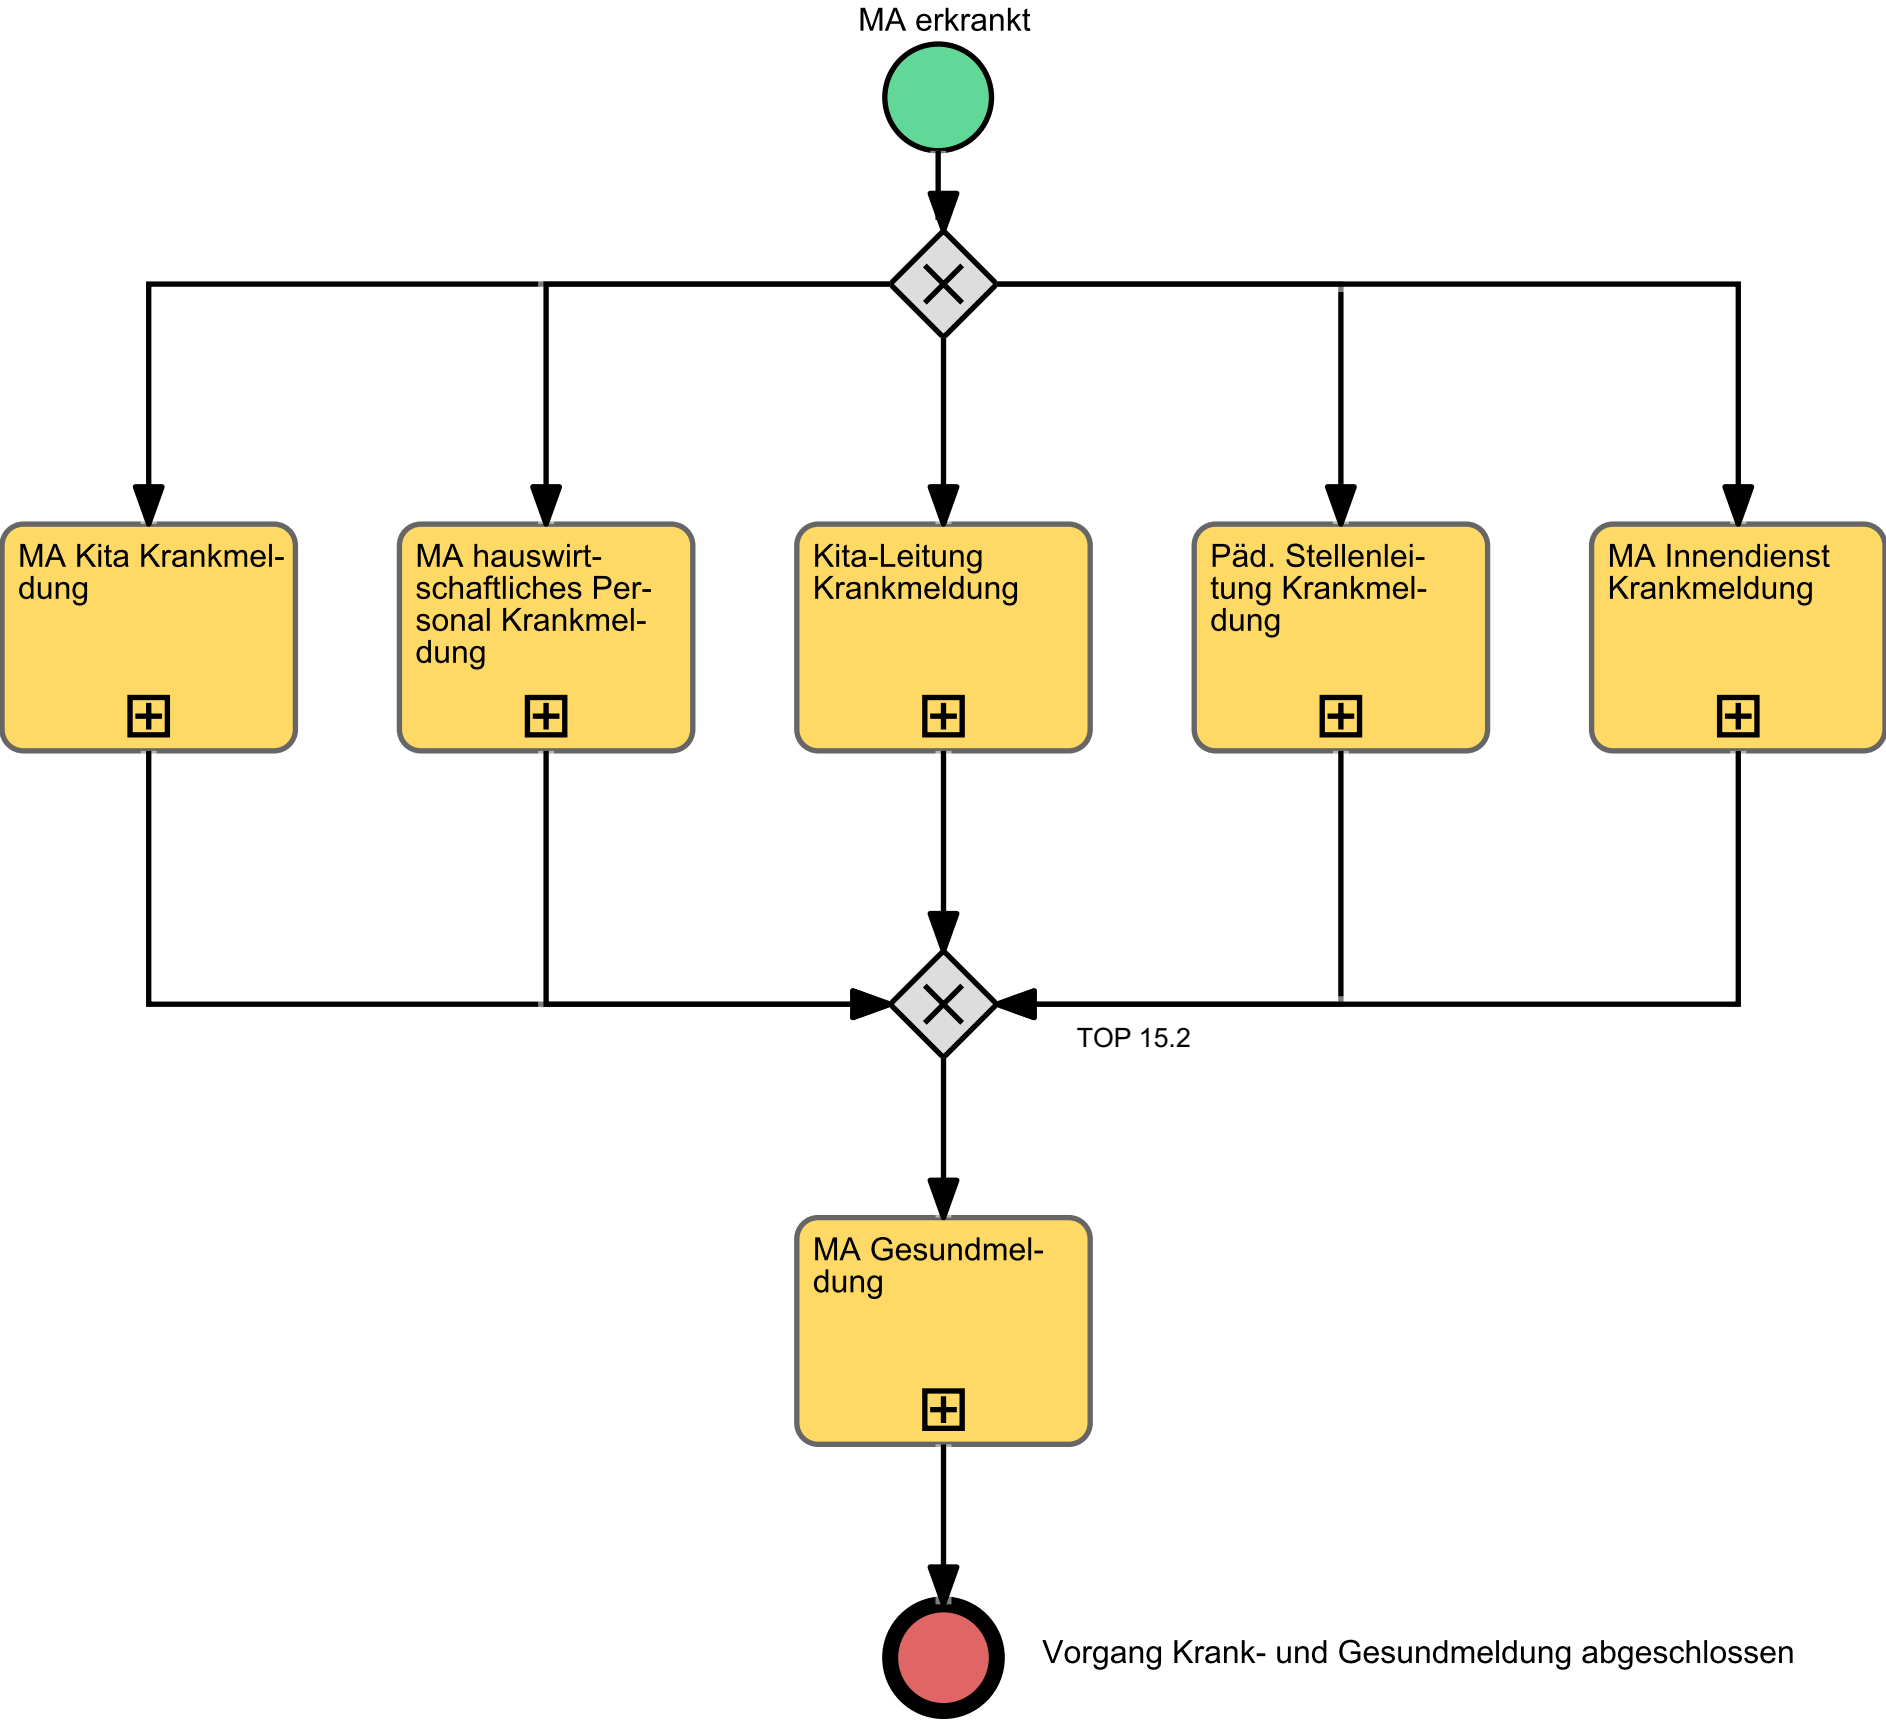 MA erkrankt
MA Kita Krankmel-
dung
MA hauswirt-
schaftliches Per-
sonal Krankmel-
dung
Kita-Leitung
Krankmeldung
Päd. Stellenlei-
tung Krankmel-
dung
MA Innendienst
Krankmeldung
TOP 15.2
MA Gesundmel-
dung
Vorgang Krank- und Gesundmeldung abgeschlossen